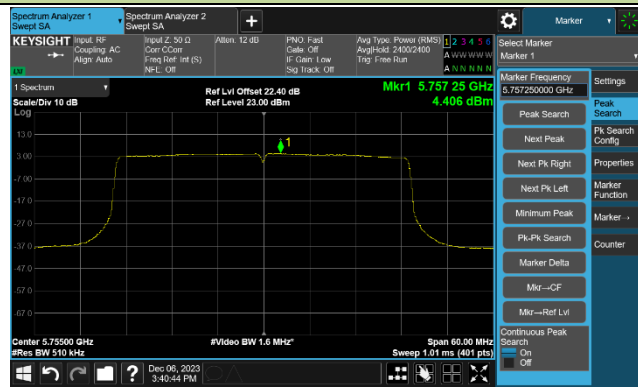 Spectrum Analyzer 1
Swept SA
Spectrum Analyzer 2
Swept SA
+
Marker
KEYSIGHT
Input: RF
Coupling: AC
Align: Auto
Input Z: 50 Ω
Corr CCorr
Freq Ref: Int (S)
NFE: Off
Atten: 12 dB
PNO: Fast
Gate: Off
IF Gain: Low
Sig Track: Off
Avg Type: Power (RMS)
Avg|Hold: 2400/2400
Trig: Free Run
1 2 3 4 5 6
A W W W W W
A N N N N N
Select Marker
Marker 1
LXI
1 Spectrum
Scale/Div 10 dB
Log
Ref Lvl Offset 22.40 dB
Ref Level 23.00 dBm
Mkr1 5.757 25 GHz
4.406 dBm
13.0
3.00
-7.00
-17.0
-27.0
-37.0
-47.0
-57.0
-67.0
1
Center 5.75500 GHz
#Res BW 510 kHz
#Video BW 1.6 MHz*
Span 60.00 MHz
Sweep 1.01 ms (401 pts)
Marker Frequency
5.757250000 GHz
Peak Search
Next Peak
Next Pk Right
Next Pk Left
Minimum Peak
Pk-Pk Search
Marker Delta
Mkr→CF
Mkr→Ref Lvl
Continuous Peak
Search
On
Off
Settings
Peak
Search
Pk Search
Config
Properties
Marker
Function
Marker→
Counter
?
Dec 06, 2023
3:40:44 PM